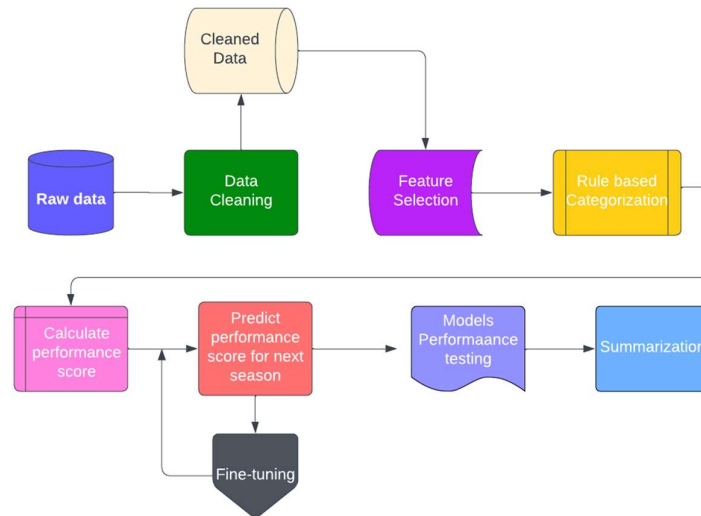 Cleaned
Data
Raw data
Data
Cleaning
Feature
Selection
Rule based
Categorization
Calculate
performance
score
Predict
performance
score for next
season
Models
Performaance
testing
Summarization
Fine-tuning